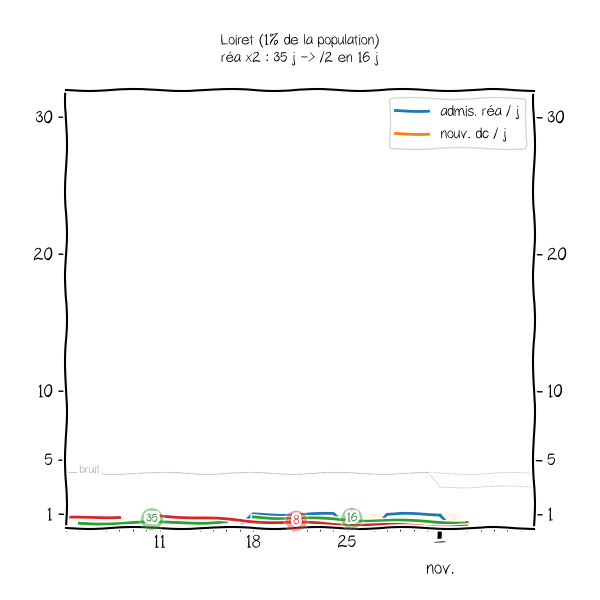 Loiret (1% de la population)
réa x2 : 35 j -> /2 en 16 j
admis. réa / j
nouv. dc / j
30
30
20
20
10
10
5
5
bruit
1
1
35
8
16
11
18
25
1
nov.